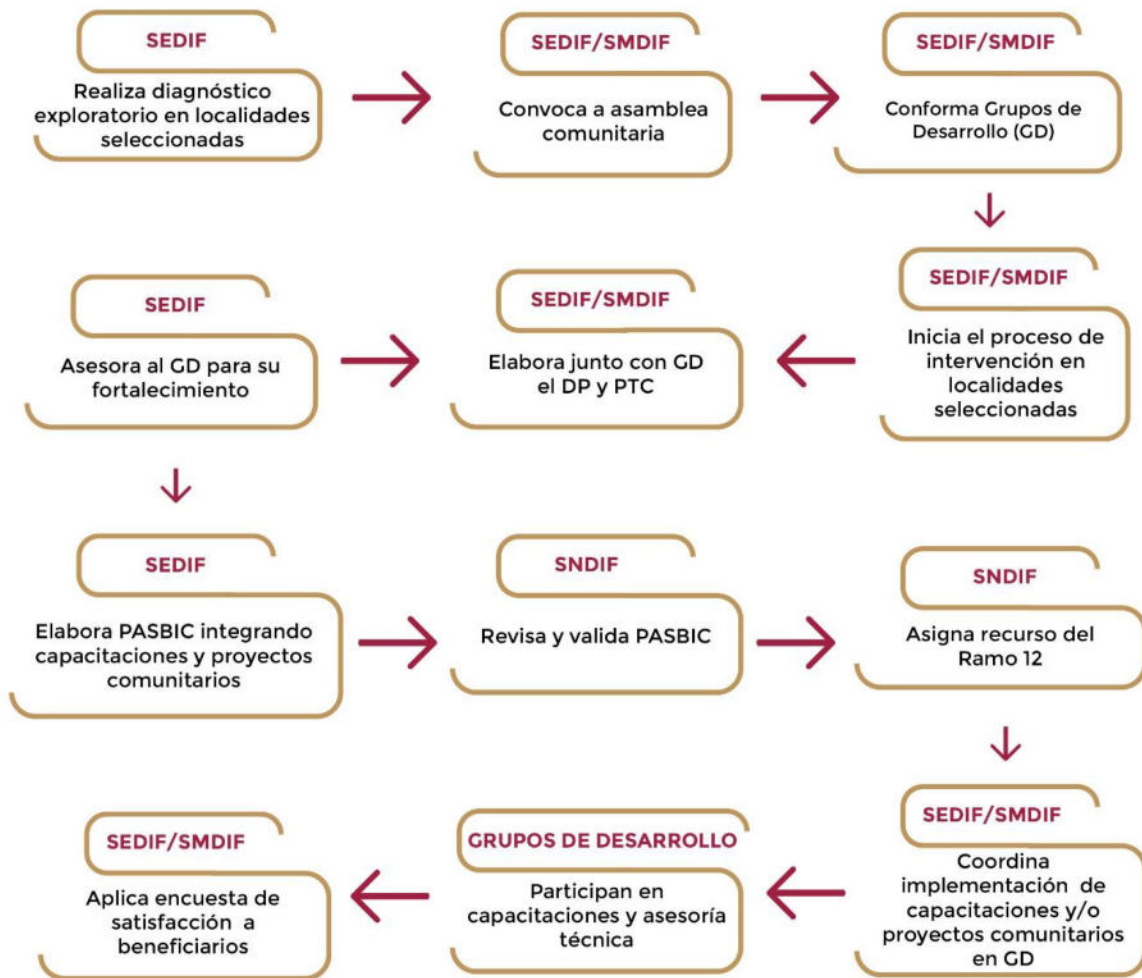 SEDIF
Realiza diagnóstico
exploratorio en localidades
seleccionadas
SEDIF/SMDIF
Convoca a asamblea
comunitaria
SEDIF/SMDIF
Conforma Grupos de
Desarrollo (GD)
SEDIF/SMDIF
Inicia el proceso de
intervención en
localidades
seleccionadas
SEDIF/SMDIF
Elabora junto con GD
el DP y PTC
SEDIF
Asesora al GD para su
fortalecimiento
SEDIF
Elabora PASBIC integrando
capacitaciones y proyectos
comunitarios
SNDIF
Revisa y valida PASBIC
SNDIF
Asigna recurso del
Ramo 12
SEDIF/SMDIF
Coordina
implementación de
capacitaciones y/o
proyectos comunitarios
en GD
GRUPOS DE DESARROLLO
Participan en
capacitaciones y asesoría
técnica
SEDIF/SMDIF
Aplica encuesta de
satisfacción a
beneficiarios